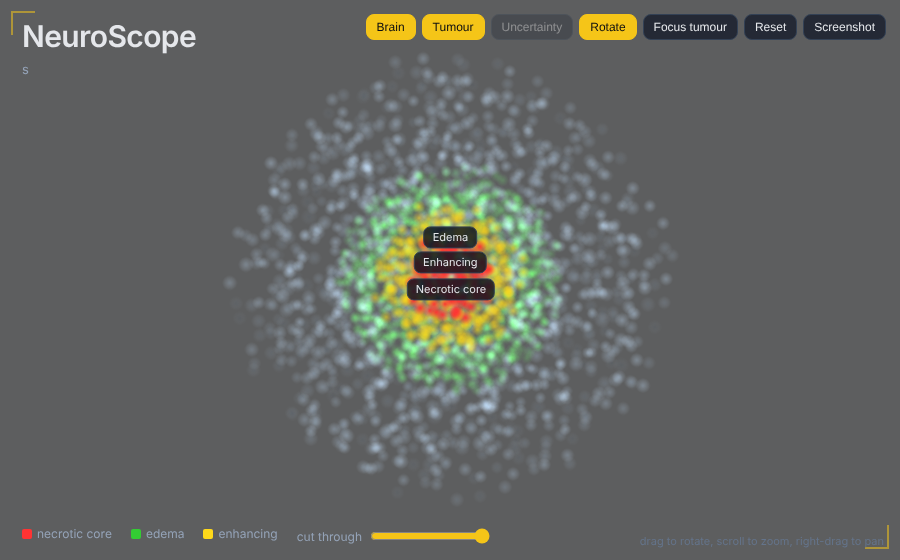 NeuroScope
Brain Tumour Uncertainty Rotate Focus tumour Reset Screenshot
s
Edema
Enhancing
Necrotic core
necrotic core edema enhancing cut through
drag to rotate, scroll to zoom, right-drag to pan